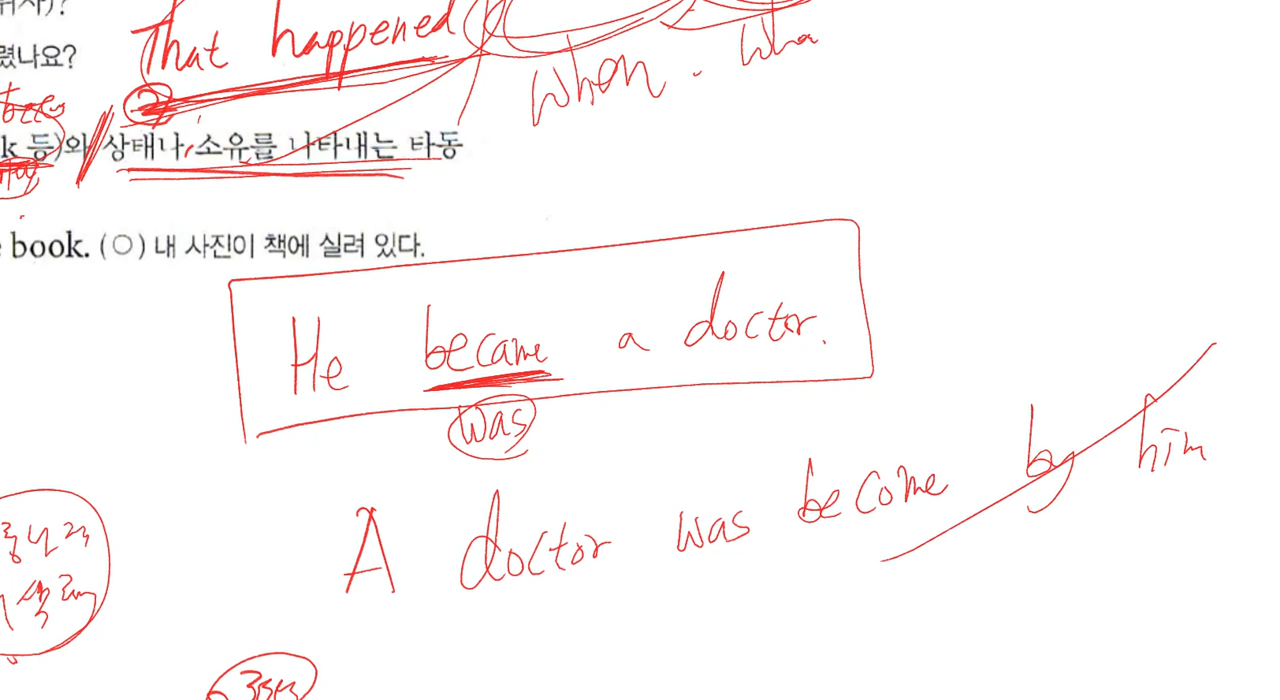 That happened
렸나요?
When. Wha
k 등)와 상태나, 소유를 나타내는 타동
book. (○) 내 사진이 책에 실려 있다.
He became a doctor.
was
A doctor was become by him